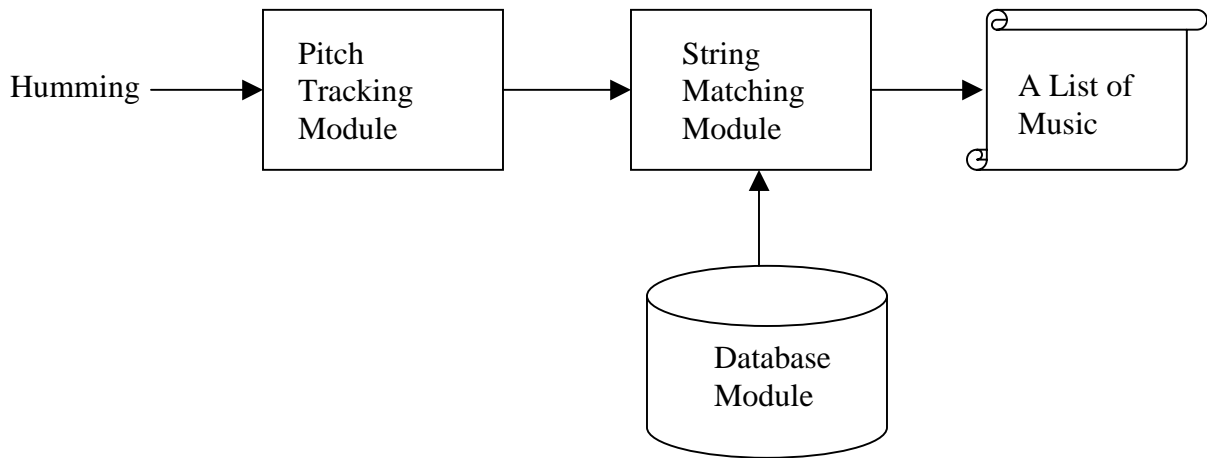 Humming
Pitch
Tracking
Module
String
Matching
Module
A List of
Music
Database
Module